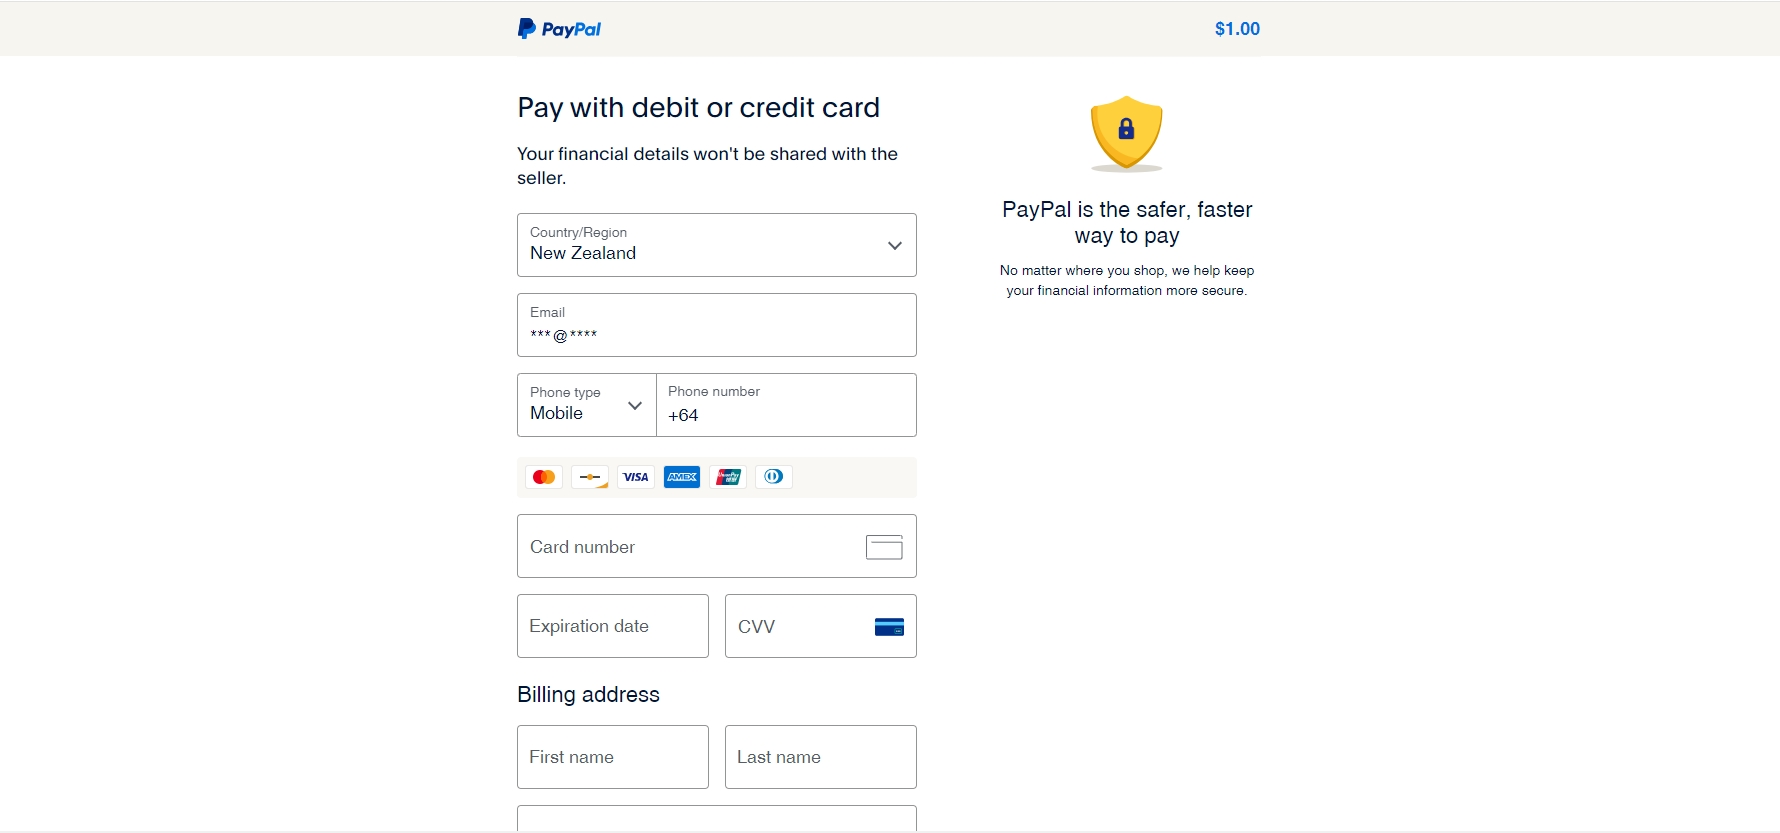 PayPal
$1.00
Pay with debit or credit card
Your financial details won't be shared with the
seller.
Country/Region
New Zealand
Email
***@****
Phone type
Mobile
Phone number
+64
VISA
AMEX
UnionPay
Card number
Expiration date
CVV
Billing address
First name
Last name
PayPal is the safer, faster
way to pay
No matter where you shop, we help keep
your financial information more secure.